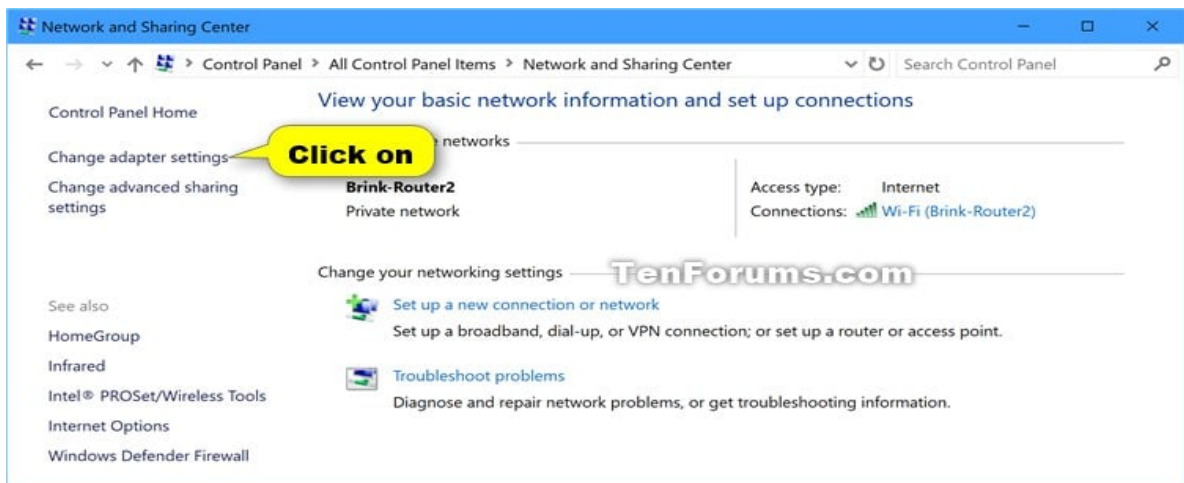 Network and Sharing Center
Control Panel > All Control Panel Items > Network and Sharing Center
Search Control Panel
Control Panel Home
Change adapter settings
Change advanced sharing
settings
Click on
See also
HomeGroup
Infrared
Intel® PROSet/Wireless Tools
Internet Options
Windows Defender Firewall
View your basic network information and set up connections
networks
Brink-Router2
Private network
Access type: Internet
Connections: Wi-Fi (Brink-Router2)
Change your networking settings
TenForums.com
Set up a new connection or network
Set up a broadband, dial-up, or VPN connection; or set up a router or access point.
Troubleshoot problems
Diagnose and repair network problems, or get troubleshooting information.